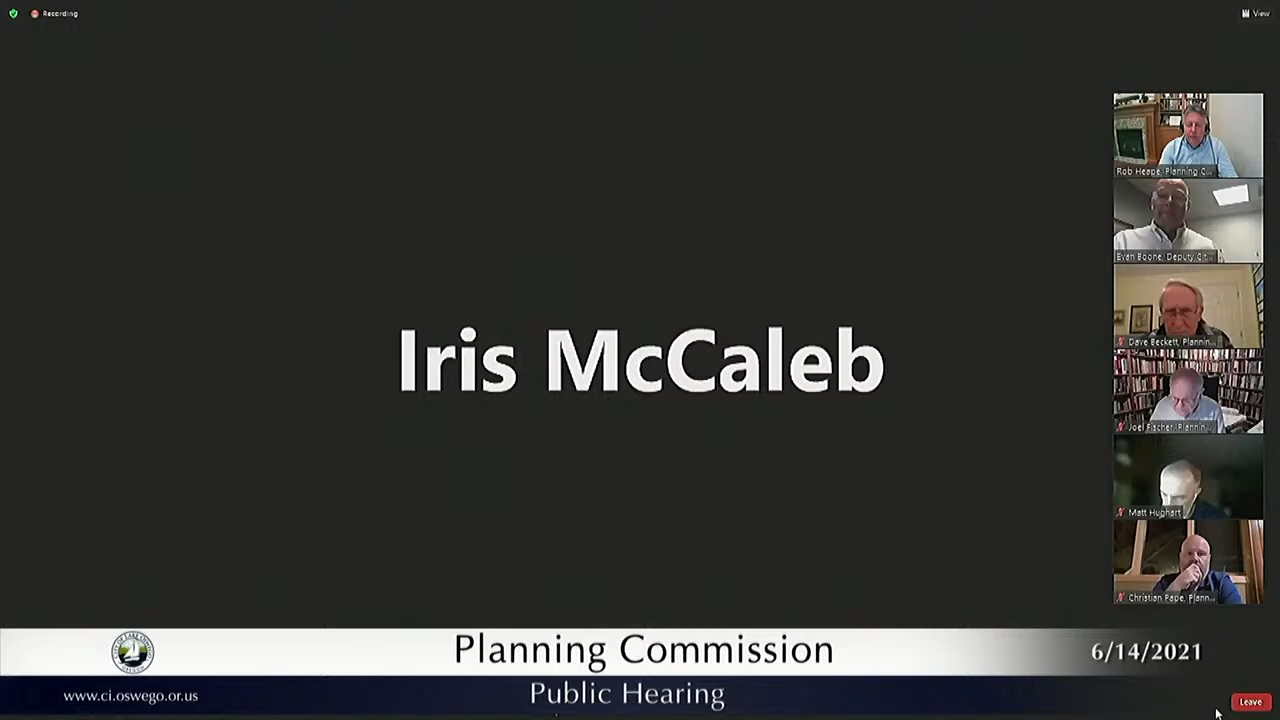 Recording
View
Rob Heape, Planning C...
Evan Boone, Deputy Cit...
Dave Beckett, Plannin...
Joel Fischer, Plannin...
Matt Hughart
Christian Pape, Plann...
Iris McCaleb
Planning Commission
6/14/2021
www.ci.oswego.or.us
Public Hearing
Leave